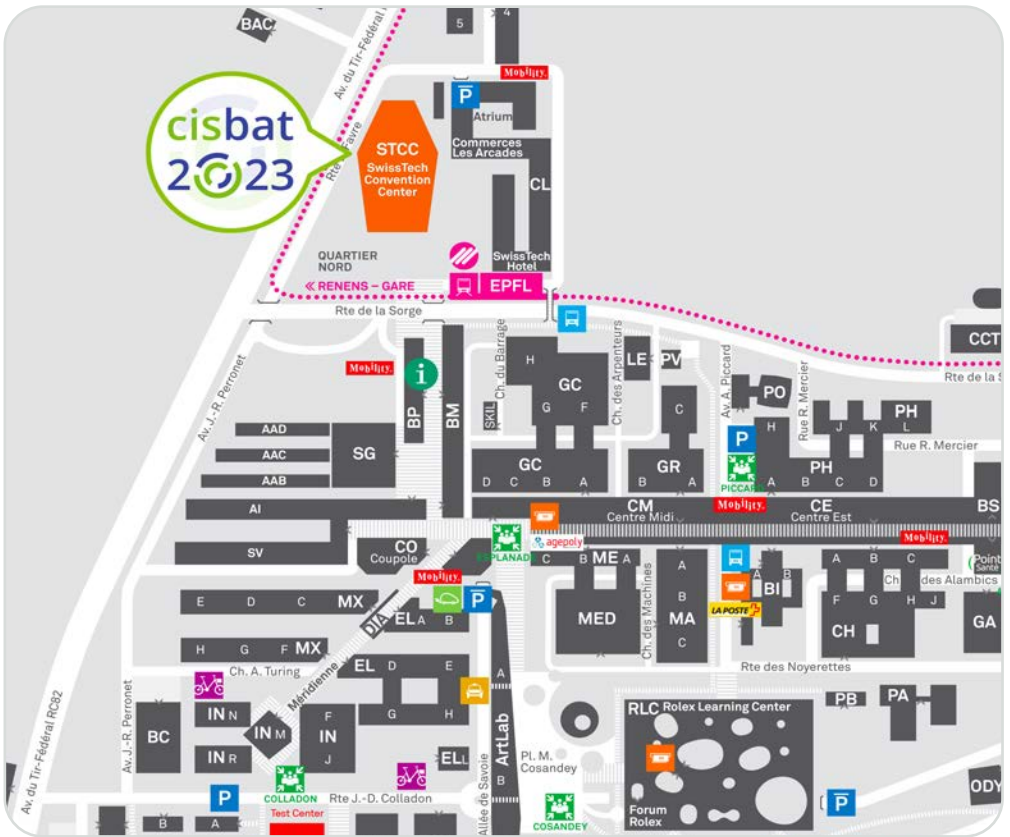 BAC
Av. du Tir-Fédéral
5
4
Mobility.
P
Atrium
Commerces
Les Arcades
cisbat
2023
Rte
Favre
STCC
SwissTech
Convention
Center
CL
QUARTIER
NORD
SwissTech
Hotel
« RENENS – GARE
EPFL
Rte de la Sorge
CCT
Rte de la S
Av. J.-R. Perronet
Mobility.
i
BP
BM
Ch. du Barrage
SKIL
H
GC
G F
Ch. des Arpenteurs
LE
PV
C
Av. A. Piccard
PO
Rue R. Mercier
PH
J K L
Rue R. Mercier
AAD
AAC
AAB
SG
GC
D C B A
GR
B A
P
PICCARD
H
PH
A B C D
AI
CM
Centre Midi
Mobility.
CE
Centre Est
BS
SV
CO
Coupole
ESPLANADE
agepoly
Mobility.
Point
Santé
C B ME A
A
B
MA
C
A B
BI
LA POSTE
A B C
Ch. des Alambics
F G H J
CH
GA
MED
Ch. des Machines
Mobility.
P
E D C MX
DIA
EL A B
H G F MX
Ch. A. Turing
Méridienne
EL D E
G H
A
ArtLab
B
Rte des Noyerettes
Av. J.-R. Perronet
BC
IN N
IN M
IN R
F
IN
J
EL L
Pl. M.
Cosandey
RLC Rolex Learning Center
PB
PA
Av. du Tir-Fédéral RC82
P
COLLADON
Rte J.-D. Colladon
Allée de Savoie
COSANDEY
Forum
Rolex
P
ODY
B A
Test Center